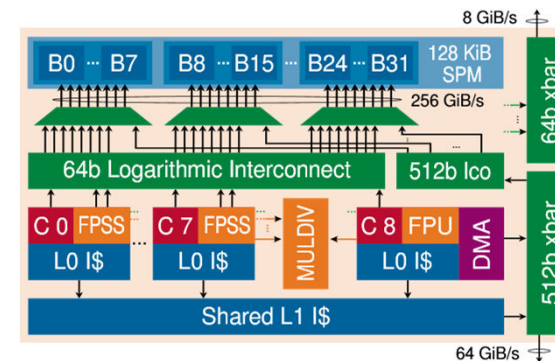 8 GiB/s
B0 ··· B7
B8 ··· B15
B24 ··· B31
128 KiB
SPM
256 GiB/s
64b xbar
64b Logarithmic Interconnect
512b Ico
...
C 0 FPSS
...
C 7 FPSS
MULDIV
C 8 FPU
DMA
512b xbar
L0 I$
L0 I$
L0 I$
Shared L1 I$
64 GiB/s